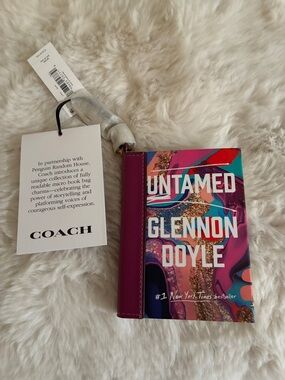 In partnership with
Penguin Random House,
Coach introduces a
unique collection of fully
readable micro book bag
charms—celebrating the
power of storytelling and
platforming voices of
courageous self-expression.
COACH
UNTAMED
GLENNON
DOYLE
#1 New York Times bestseller